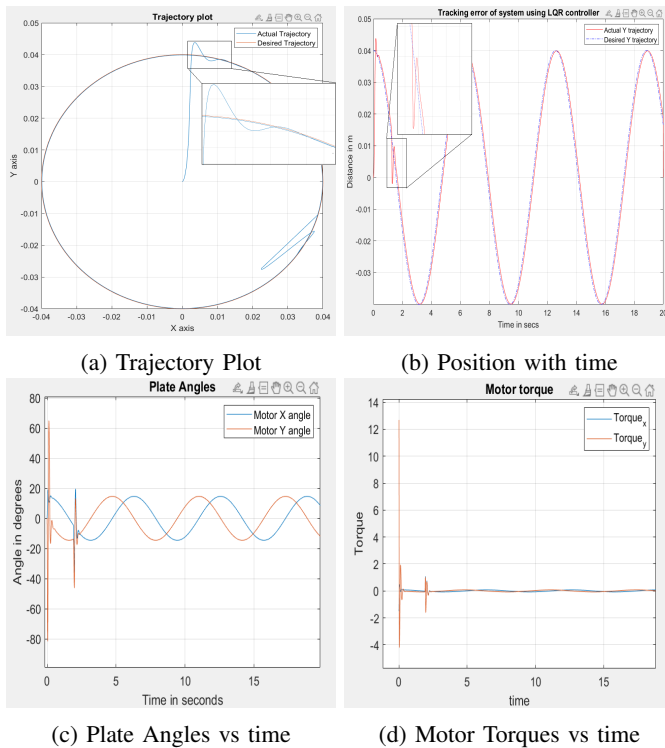 Trajectory plot
Actual Trajectory
Desired Trajectory
0.05
0.04
0.03
0.02
0.01
0
-0.01
-0.02
-0.03
-0.04
Y axis
-0.04 -0.03 -0.02 -0.01 0 0.01 0.02 0.03 0.04
X axis
(a) Trajectory Plot
Tracking error of system using LQR controller
Actual Y trajectory
Desired Y trajectory
0.05
0.04
0.03
0.02
0.01
0
-0.01
-0.02
-0.03
Distance in m
0 2 4 6 8 10 12 14 16 18 20
Time in secs
(b) Position with time
Plate Angles
Motor X angle
Motor Y angle
80
60
40
20
0
-20
-40
-60
-80
Angle in degrees
0 5 10 15
Time in seconds
(c) Plate Angles vs time
Motor torque
Torquex
Torquey
14
12
10
8
6
4
2
0
-2
-4
Torque
0 5 10 15
time
(d) Motor Torques vs time